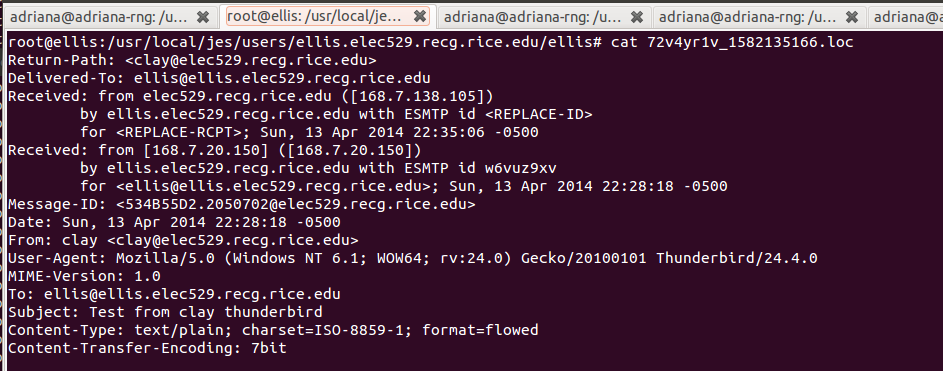 adriana@adriana-rng: /u... root@ellis: /usr/local/je... adriana@adriana-rng: /u... adriana@adriana-rng: /u... adriana@
root@ellis:/usr/local/jes/users/ellis.elec529.recg.rice.edu/ellis# cat 72v4yr1v_1582135166.loc
Return-Path: <clay@elec529.recg.rice.edu>
Delivered-To: ellis@ellis.elec529.recg.rice.edu
Received: from elec529.recg.rice.edu ([168.7.138.105])
        by ellis.elec529.recg.rice.edu with ESMTP id <REPLACE-ID>
        for <REPLACE-RCPT>; Sun, 13 Apr 2014 22:35:06 -0500
Received: from [168.7.20.150] ([168.7.20.150])
        by ellis.elec529.recg.rice.edu with ESMTP id w6vuz9xv
        for <ellis@ellis.elec529.recg.rice.edu>; Sun, 13 Apr 2014 22:28:18 -0500
Message-ID: <534B55D2.2050702@elec529.recg.rice.edu>
Date: Sun, 13 Apr 2014 22:28:18 -0500
From: clay <clay@elec529.recg.rice.edu>
User-Agent: Mozilla/5.0 (Windows NT 6.1; WOW64; rv:24.0) Gecko/20100101 Thunderbird/24.4.0
MIME-Version: 1.0
To: ellis@ellis.elec529.recg.rice.edu
Subject: Test from clay thunderbird
Content-Type: text/plain; charset=ISO-8859-1; format=flowed
Content-Transfer-Encoding: 7bit